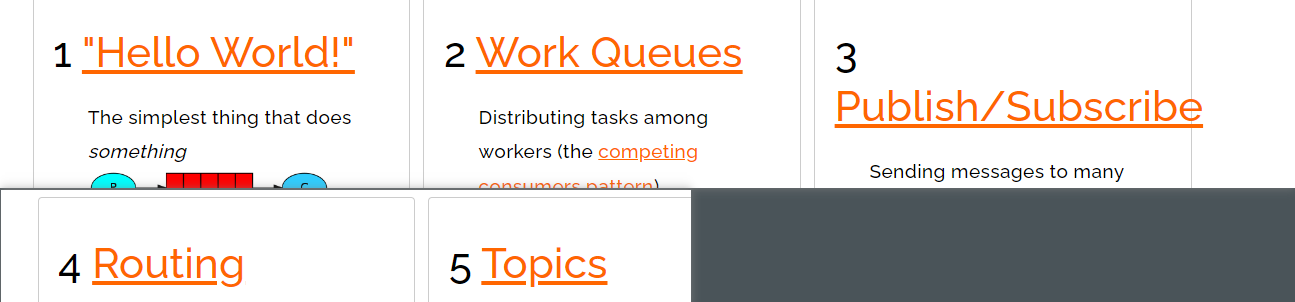 1 "Hello World!"
The simplest thing that does
something
P C
2 Work Queues
Distributing tasks among
workers (the competing
consumers pattern)
3
Publish/Subscribe
Sending messages to many
4 Routing
5 Topics